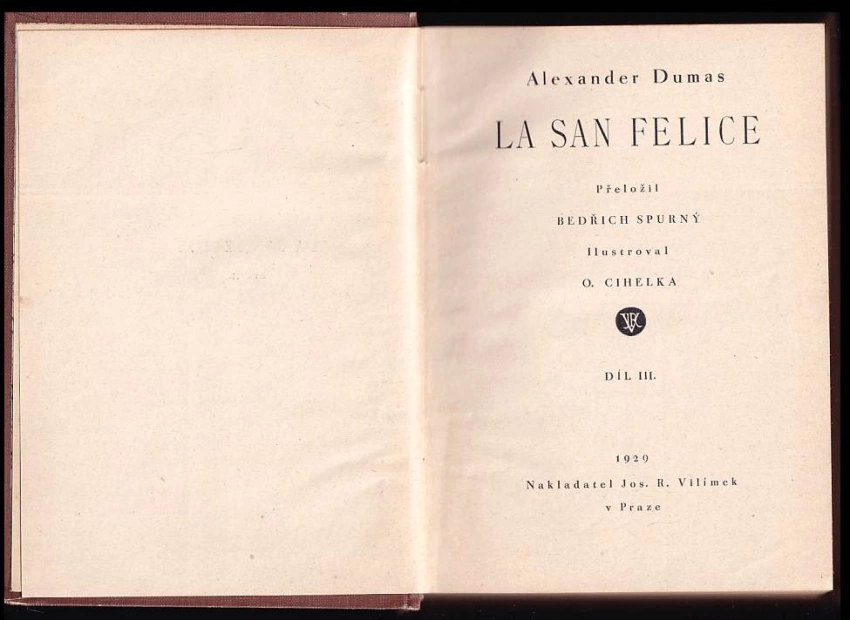 Alexander Dumas
LA SAN FELICE
Přeložil
BEDŘICH SPURNÝ
Ilustroval
O. CIHELKA
DÍL III.
1929
Nakladatel Jos. R. Vilímek
v Praze